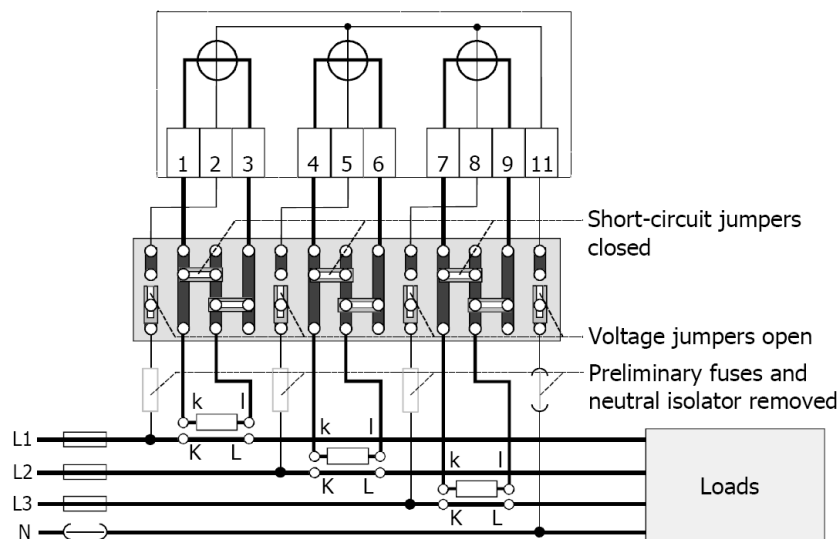 1 2 3 4 5 6 7 8 9 11
Short-circuit jumpers
closed
Voltage jumpers open
Preliminary fuses and
neutral isolator removed
k l
k l
k l
L1
K L
L2
K L
L3
K L
N
Loads